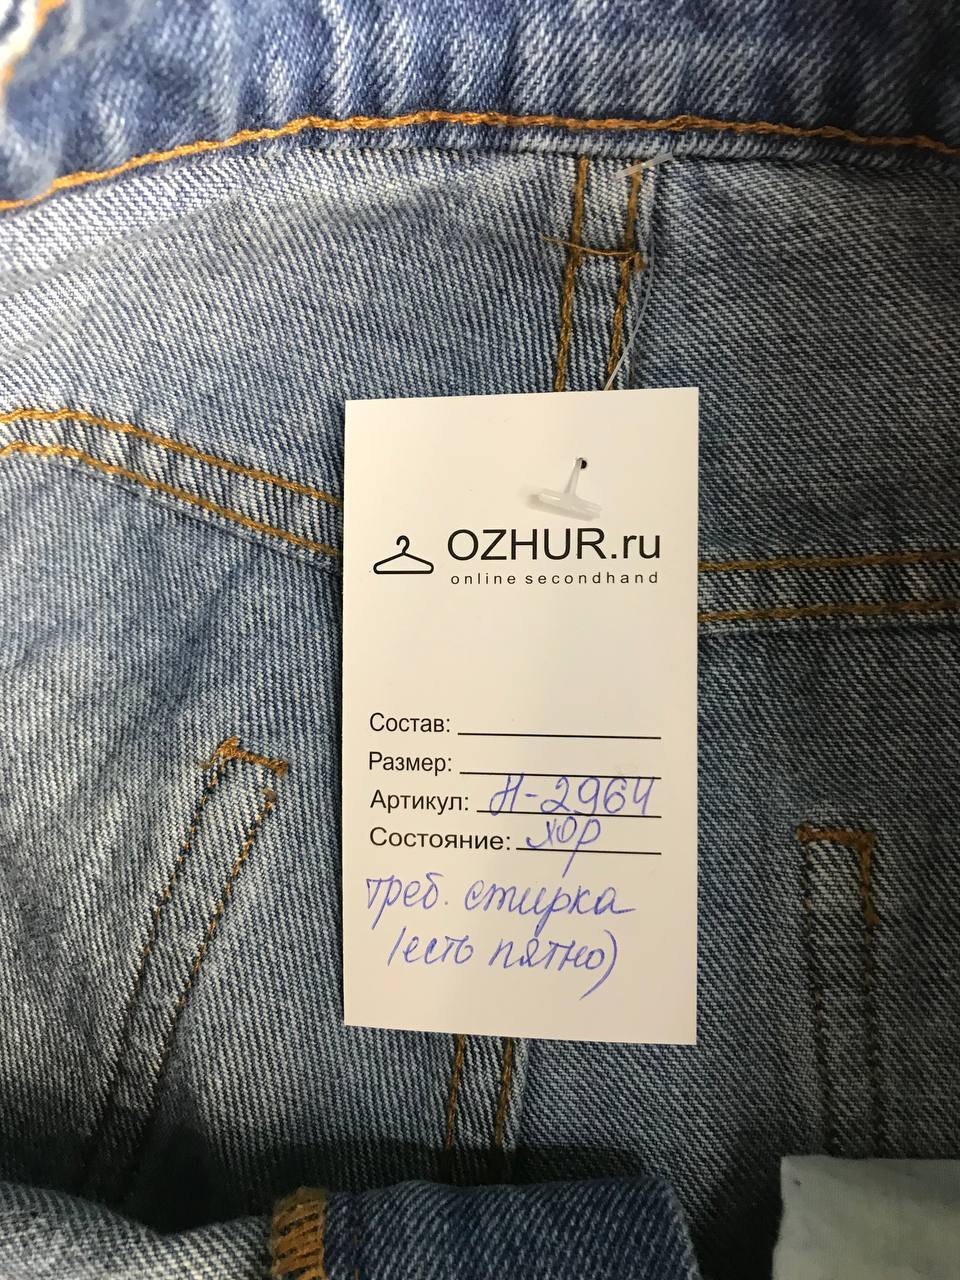 OZHUR.ru
online secondhand
Состав:
Размер:
Артикул: Н-2964
Состояние: хор
треб. стирка
(есть пятно)